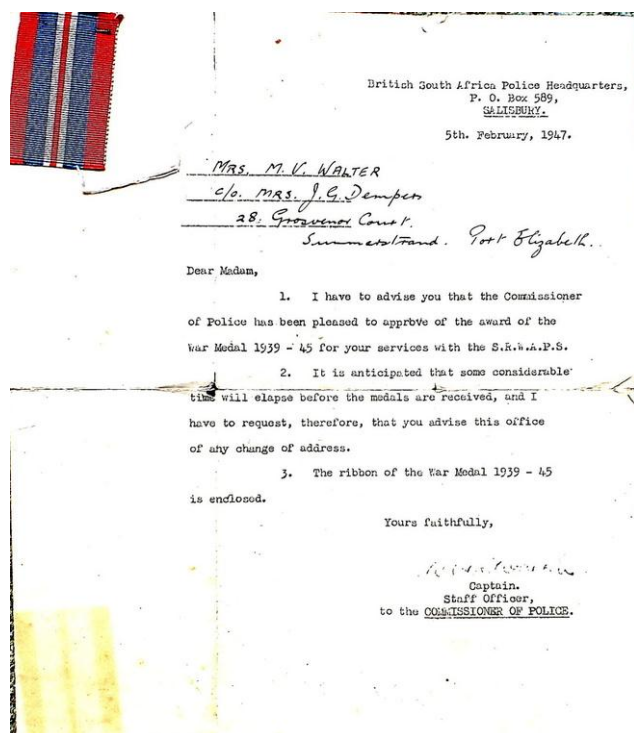 British South Africa Police Headquarters,
P. O. Box 589,
SALISBURY.
5th. February, 1947.
MRS. M. V. WALTER
c/o. MRS. J. G. Dempers
28. Grosvenor Court.
Summerstrand. Port Elizabeth.
Dear Madam,
1. I have to advise you that the Commissioner
of Police has been pleased to approve of the award of the
War Medal 1939 - 45 for your services with the S.R.W.A.P.S.
2. It is anticipated that some considerable
time will elapse before the medals are received, and I
have to request, therefore, that you advise this office
of any change of address.
3. The ribbon of the War Medal 1939 - 45
is enclosed.
Yours faithfully,
Captain.
Staff Officer,
to the COMMISSIONER OF POLICE.